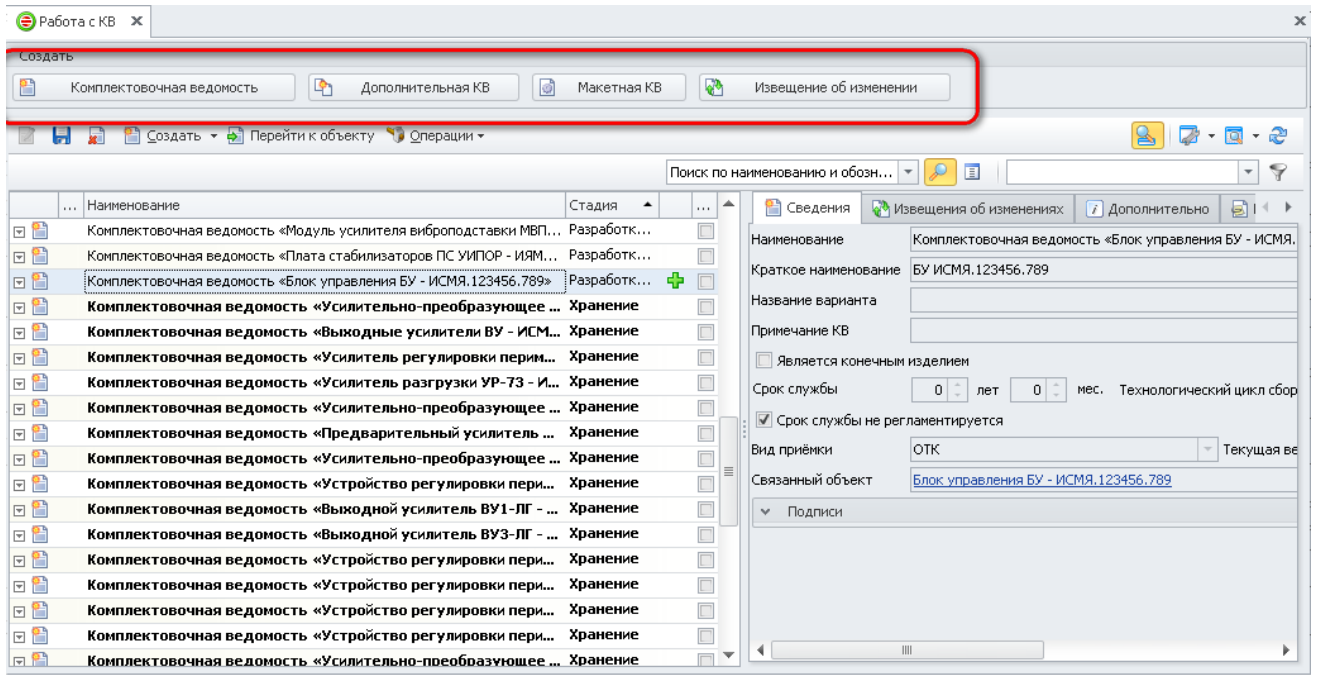 Работа с КВ
Создать
Комплектовочная ведомость Дополнительная КВ Макетная КВ Извещение об изменении
Создать Перейти к объекту Операции
Поиск по наименованию и обозн...
... Наименование Стадия ...
Комплектовочная ведомость «Модуль усилителя виброподставки МВП... Разработк...
Комплектовочная ведомость «Плата стабилизаторов ПС УИПОР - ИЯМ... Разработк...
Комплектовочная ведомость «Блок управления БУ - ИСМЯ.123456.789» Разработк...
Комплектовочная ведомость «Усилительно-преобразующее ... Хранение
Комплектовочная ведомость «Выходные усилители ВУ - ИСМ... Хранение
Комплектовочная ведомость «Усилитель регулировки перим... Хранение
Комплектовочная ведомость «Усилитель разгрузки УР-73 - И... Хранение
Комплектовочная ведомость «Усилительно-преобразующее ... Хранение
Комплектовочная ведомость «Предварительный усилитель ... Хранение
Комплектовочная ведомость «Усилительно-преобразующее ... Хранение
Комплектовочная ведомость «Устройство регулировки пери... Хранение
Комплектовочная ведомость «Выходной усилитель ВУ1-ЛГ - ... Хранение
Комплектовочная ведомость «Выходной усилитель ВУ3-ЛГ - ... Хранение
Комплектовочная ведомость «Устройство регулировки пери... Хранение
Комплектовочная ведомость «Устройство регулировки пери... Хранение
Комплектовочная ведомость «Устройство регулировки пери... Хранение
Комплектовочная ведомость «Устройство регулировки пери... Хранение
Комплектовочная ведомость «Усилительно-преобразующее ... Хранение
Сведения Извещения об изменениях Дополнительно
Наименование Комплектовочная ведомость «Блок управления БУ - ИСМЯ.
Краткое наименование БУ ИСМЯ.123456.789
Название варианта
Примечание КВ
Является конечным изделием
Срок службы 0 лет 0 мес. Технологический цикл сбор
Срок службы не регламентируется
Вид приёмки ОТК Текущая ве
Связанный объект Блок управления БУ - ИСМЯ.123456.789
Подписи